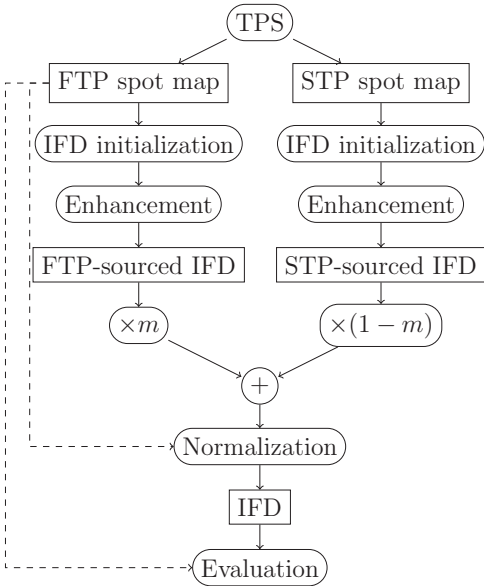 TPS
FTP spot map
STP spot map
IFD initialization
IFD initialization
Enhancement
Enhancement
FTP-sourced IFD
STP-sourced IFD
×m
×(1 − m)
+
Normalization
IFD
Evaluation